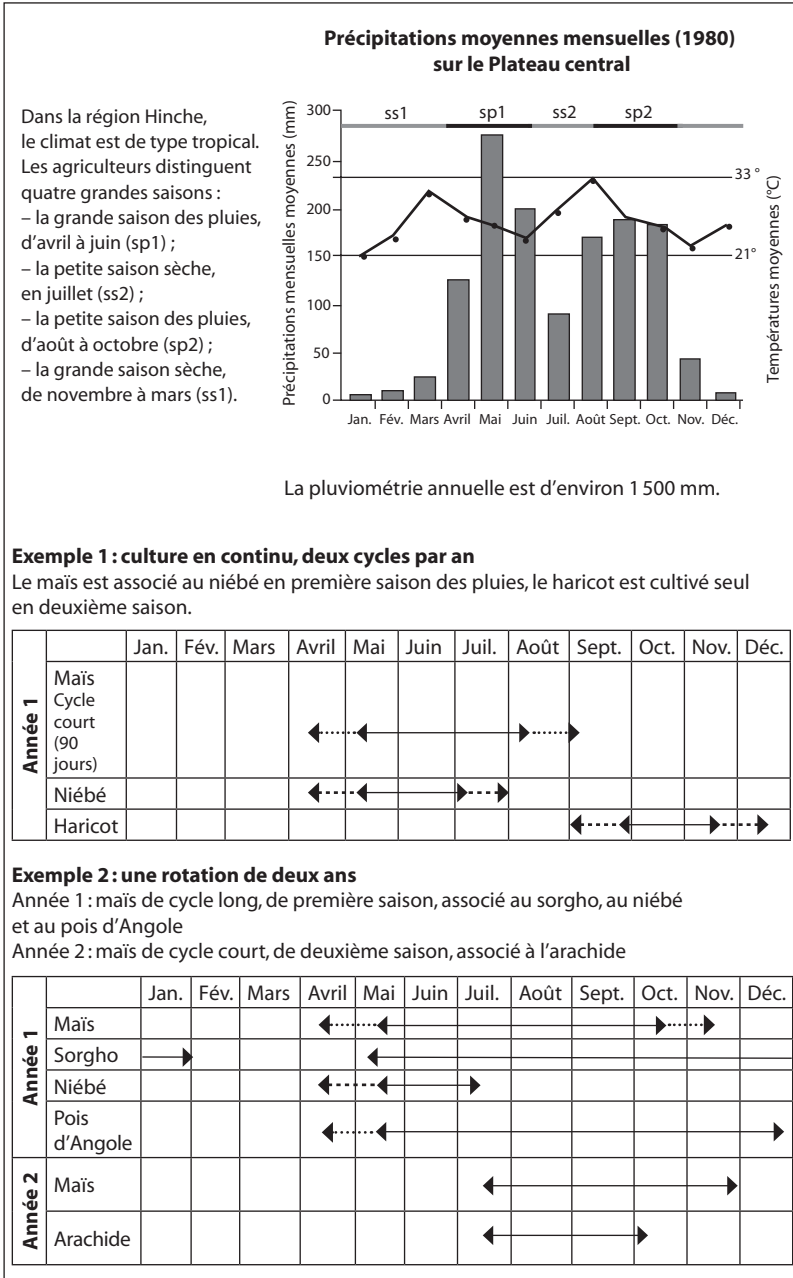 Précipitations moyennes mensuelles (1980)
sur le Plateau central
Dans la région Hinche,
le climat est de type tropical.
Les agriculteurs distinguent
quatre grandes saisons :
– la grande saison des pluies,
d'avril à juin (sp1) ;
– la petite saison sèche,
en juillet (ss2) ;
– la petite saison des pluies,
d'août à octobre (sp2) ;
– la grande saison sèche,
de novembre à mars (ss1).
Précipitations mensuelles moyennes (mm)
300
250
200
150
100
50
0
ss1 sp1 ss2 sp2
33 °
21°
Températures moyennes (°C)
Jan. Fév. Mars Avril Mai Juin Juil. Août Sept. Oct. Nov. Déc.
La pluviométrie annuelle est d'environ 1 500 mm.
Exemple 1 : culture en continu, deux cycles par an
Le maïs est associé au niébé en première saison des pluies, le haricot est cultivé seul
en deuxième saison.
Jan. Fév. Mars Avril Mai Juin Juil. Août Sept. Oct. Nov. Déc.
Année 1
Maïs
Cycle
court
(90
jours)
Niébé
Haricot
Exemple 2 : une rotation de deux ans
Année 1 : maïs de cycle long, de première saison, associé au sorgho, au niébé
et au pois d'Angole
Année 2 : maïs de cycle court, de deuxième saison, associé à l'arachide
Jan. Fév. Mars Avril Mai Juin Juil. Août Sept. Oct. Nov. Déc.
Année 1
Maïs
Sorgho
Niébé
Pois
d'Angole
Année 2
Maïs
Arachide